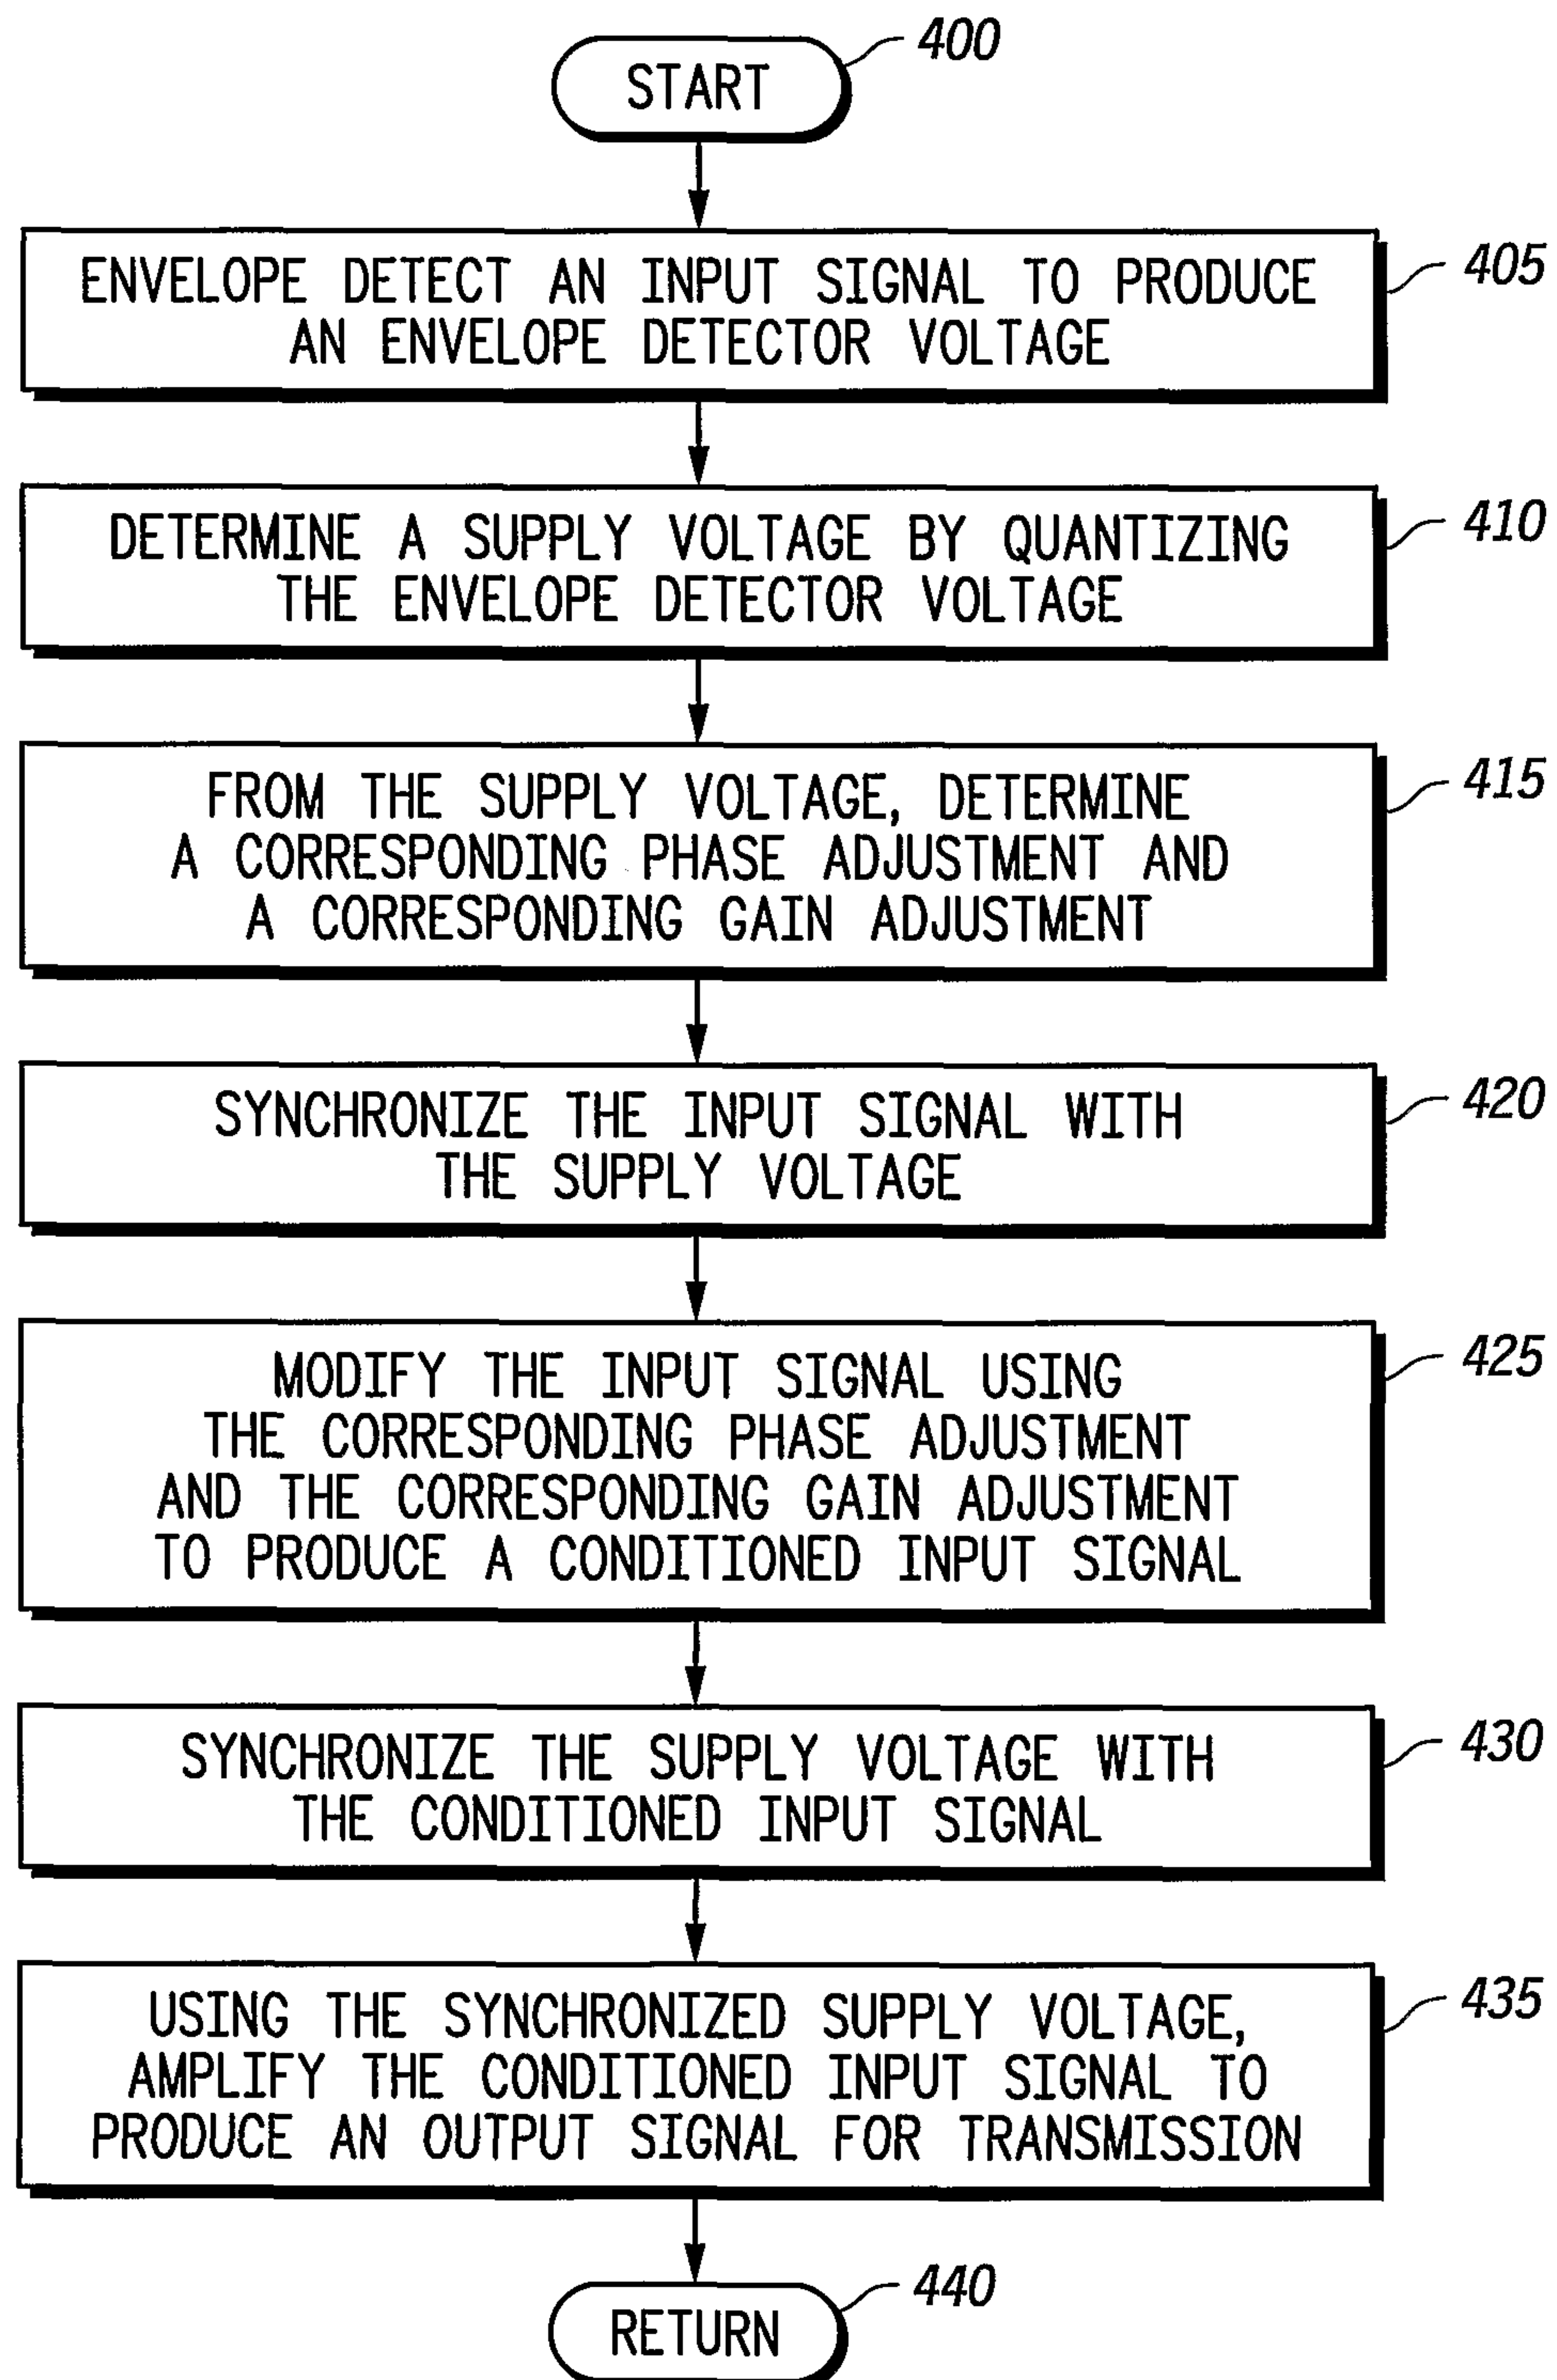 START
400
ENVELOPE DETECT AN INPUT SIGNAL TO PRODUCE
AN ENVELOPE DETECTOR VOLTAGE
405
DETERMINE A SUPPLY VOLTAGE BY QUANTIZING
THE ENVELOPE DETECTOR VOLTAGE
410
FROM THE SUPPLY VOLTAGE, DETERMINE
A CORRESPONDING PHASE ADJUSTMENT AND
A CORRESPONDING GAIN ADJUSTMENT
415
SYNCHRONIZE THE INPUT SIGNAL WITH
THE SUPPLY VOLTAGE
420
MODIFY THE INPUT SIGNAL USING
THE CORRESPONDING PHASE ADJUSTMENT
AND THE CORRESPONDING GAIN ADJUSTMENT
TO PRODUCE A CONDITIONED INPUT SIGNAL
425
SYNCHRONIZE THE SUPPLY VOLTAGE WITH
THE CONDITIONED INPUT SIGNAL
430
USING THE SYNCHRONIZED SUPPLY VOLTAGE,
AMPLIFY THE CONDITIONED INPUT SIGNAL TO
PRODUCE AN OUTPUT SIGNAL FOR TRANSMISSION
435
RETURN
440